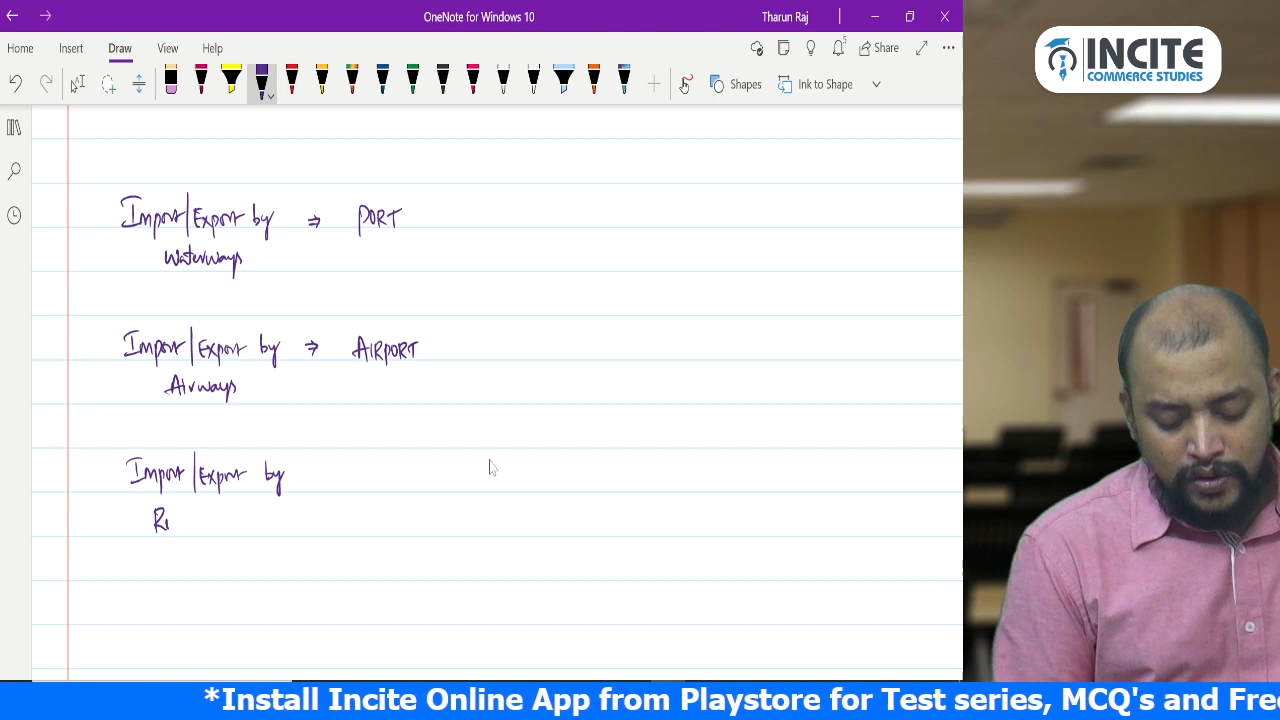 OneNote for Windows 10
Tharun Raj
Home Insert Draw View Help
5
Share
Shapes
Ink to Shape
INCITE
COMMERCE STUDIES
Import|Export by ⇒ PORT
Waterways
Import|Export by → AIRPORT
Airways
Import|Export by
R
*Install Incite Online App from Playstore for Test series, MCQ's and Fre